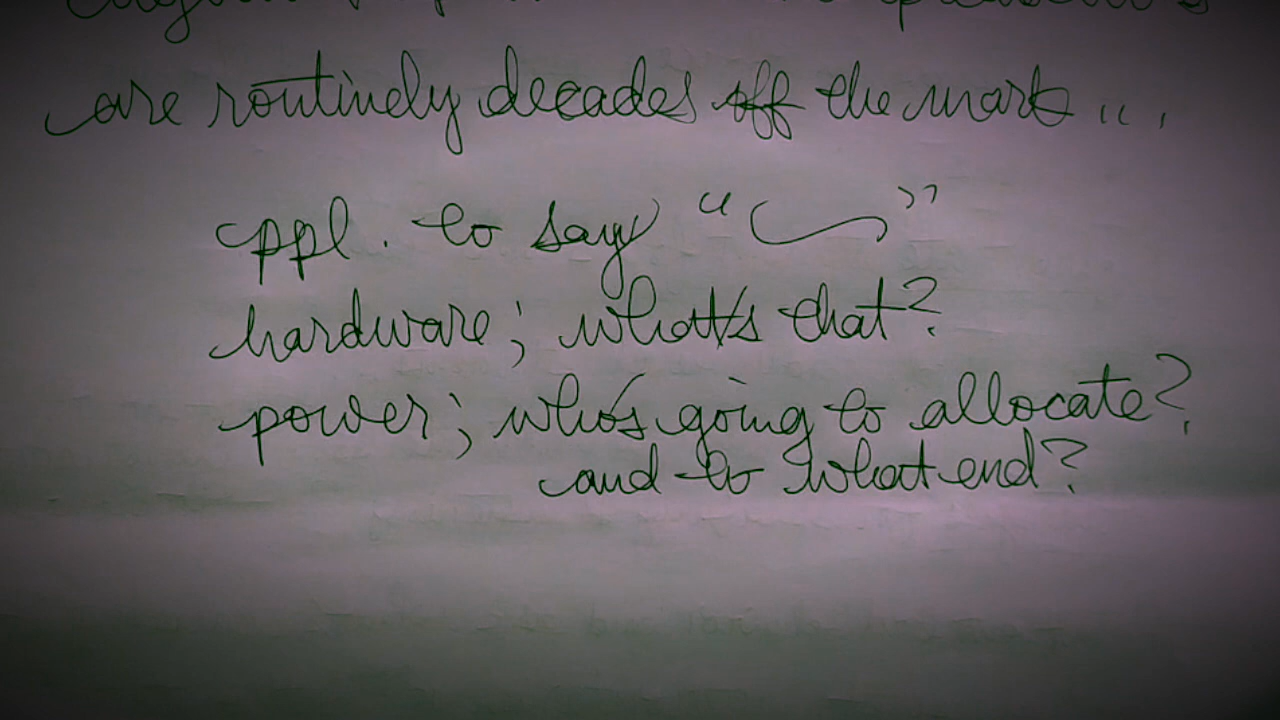 are routinely decades off the mark ...
ppl. to say " "
hardware; what's that?
power; who's going to allocate?
and to what end?